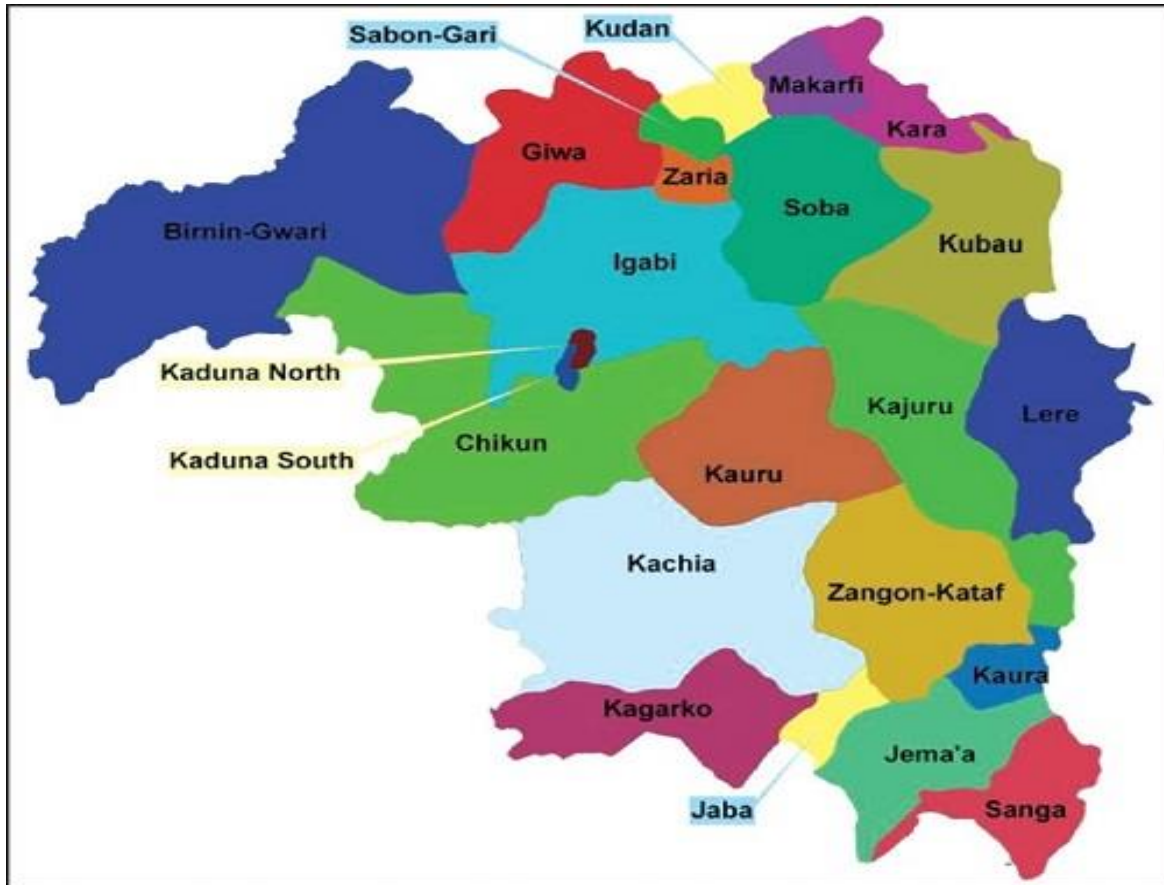 Kudan
Sabon-Gari
Makarfi
Kara
Giwa
Zaria
Soba
Birnin-Gwari
Igabi
Kubau
Kaduna North
Kajuru
Lere
Chikun
Kaduna South
Kauru
Kachia
Zangon-Kataf
Kaura
Kagarko
Jema'a
Jaba
Sanga